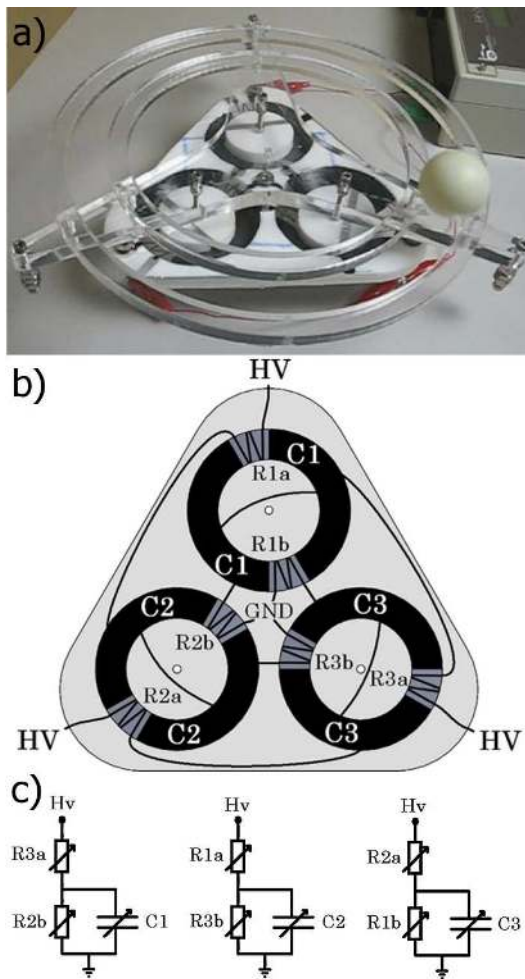 a)
b)
HV
C1
R1a
R1b
C1
C2
GND
C3
R2b
R3b
R2a
R3a
C2
C3
HV
HV
c)
Hv Hv Hv
R3a R1a R2a
R2b C1 R3b C2 R1b C3